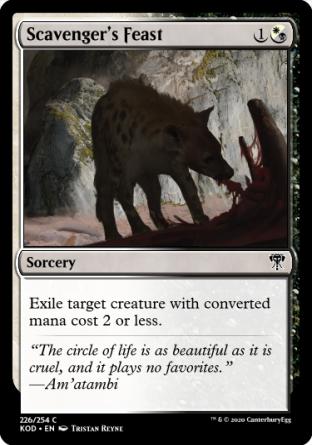 Scavenger's Feast 1
Sorcery
Exile target creature with converted
mana cost 2 or less.
“The circle of life is as beautiful as it is
cruel, and it plays no favorites.”
—Am'atambi
226/254 C
KOD • EN TRISTAN REYNE
™ & © 2020 CanterburyEgg